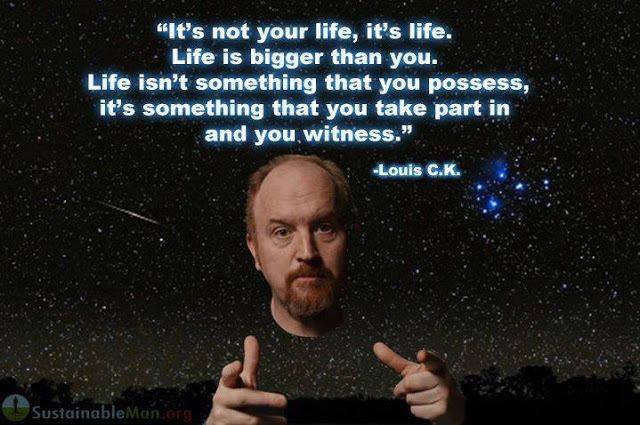 “It’s not your life, it’s life.
Life is bigger than you.
Life isn’t something that you possess,
it’s something that you take part in
and you witness.”
-Louis C.K.
SustainableMan.org